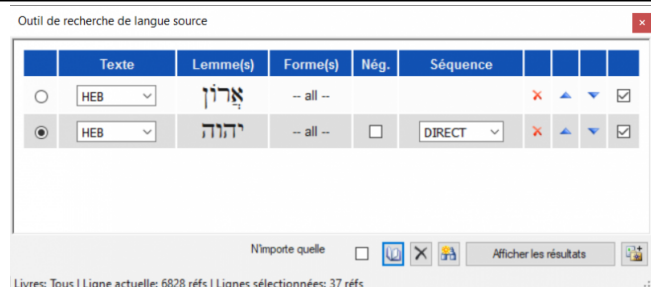 Outil de recherche de langue source
Texte Lemme(s) Forme(s) Nég. Séquence
HEB אֲרוֹן -- all --
HEB יהוה -- all -- DIRECT
N'importe quelle Afficher les résultats
Livres: Tous | Ligne actuelle: 6828 réfs | Lignes sélectionnées: 37 réfs